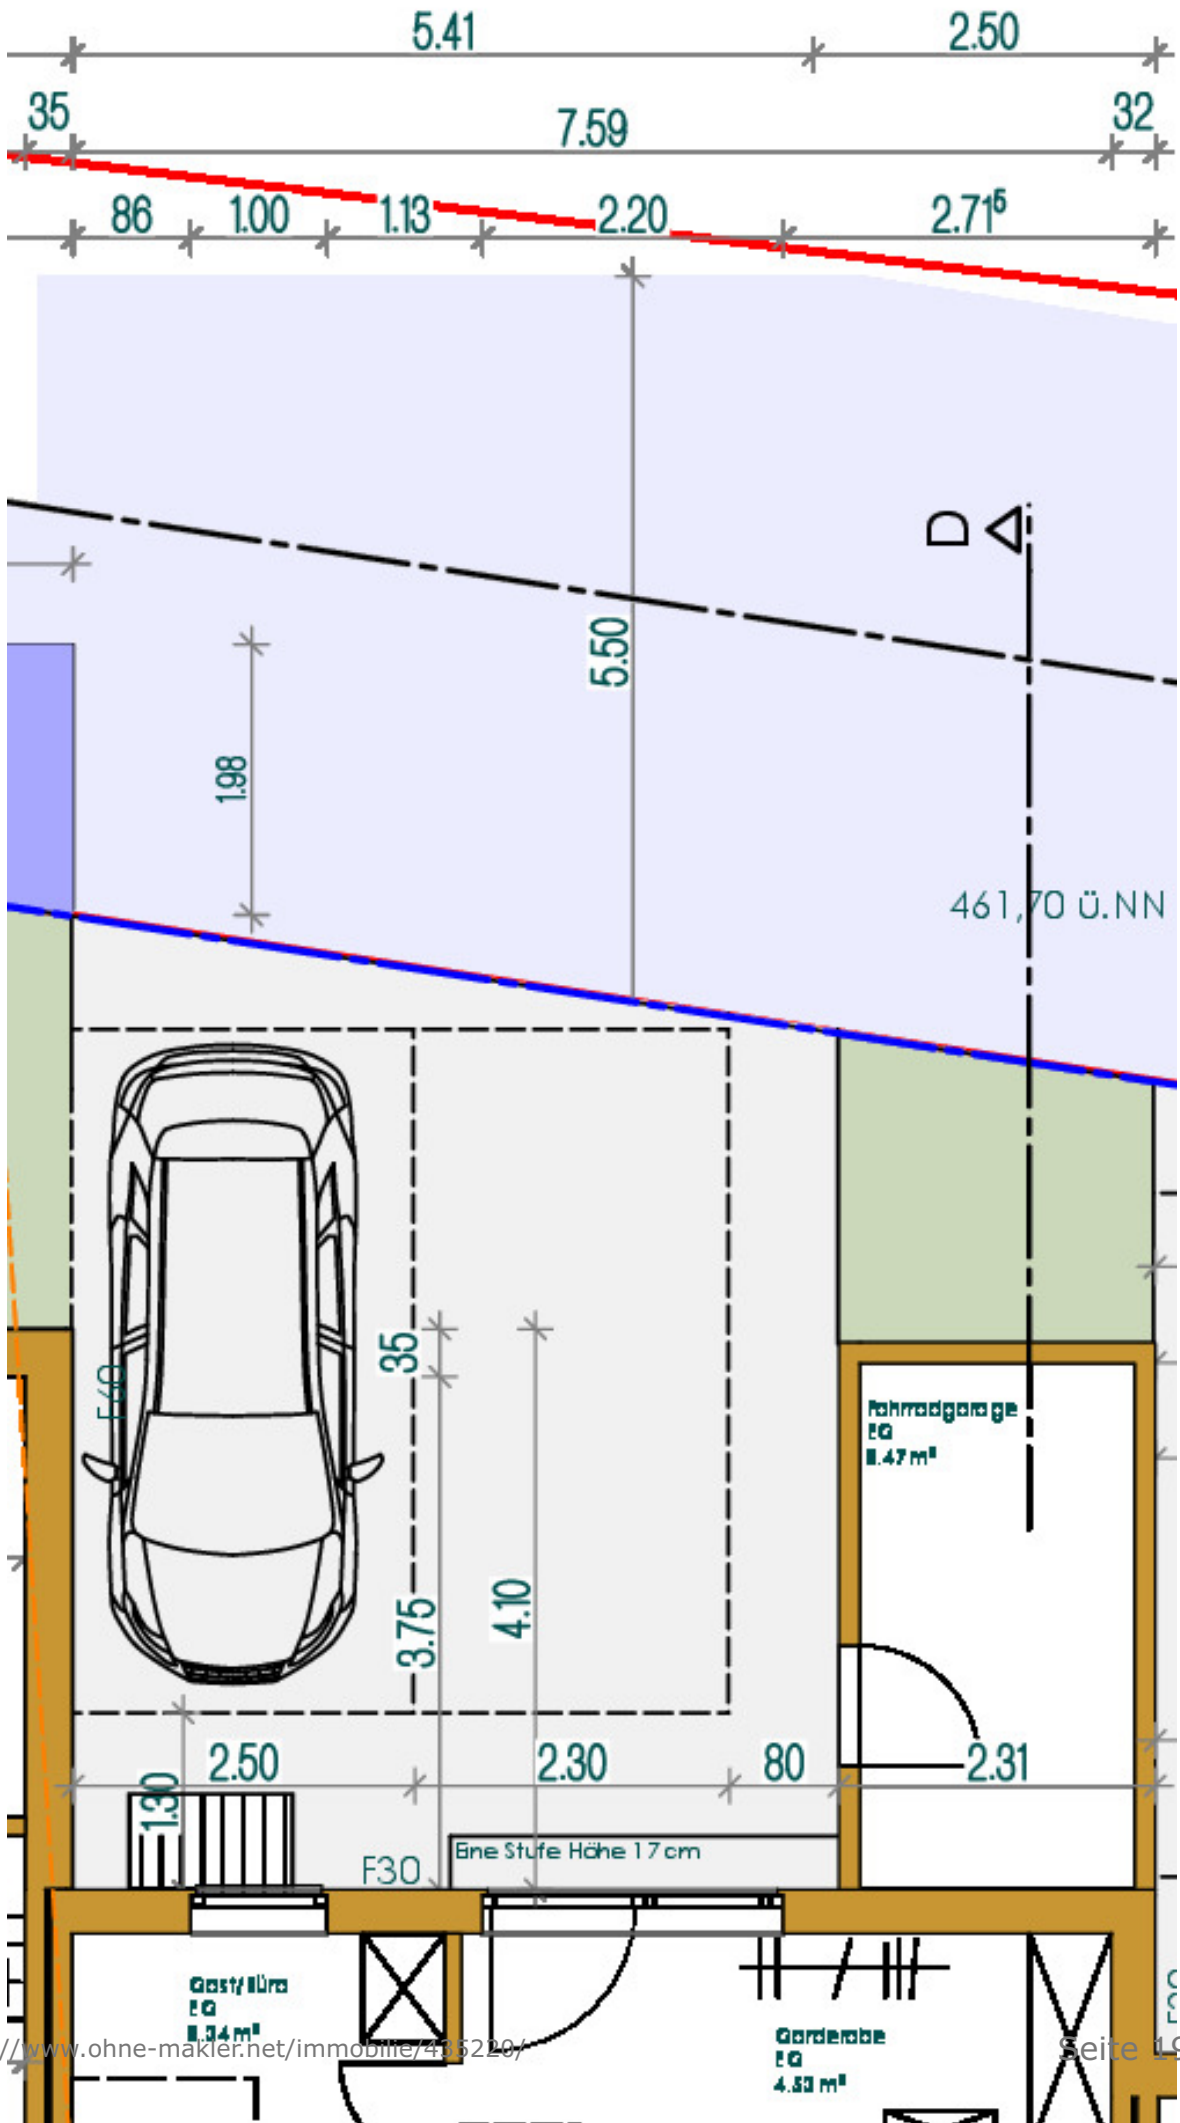 5.41 2.50
35 7.59 32
86 1.00 1.13 2.20 2.71⁵
D
5.50
1.98
461,70 ü.NN
35
F60
Fahrradgarage
EG
3.75
4.10
2.50 2.30 80 2.31
1.30
Eine Stufe Höhe 17cm
F30
Gast/Büro
EG
Garderobe
EG
//www.ohne-makler.net/immobilie/435220/
Seite 19